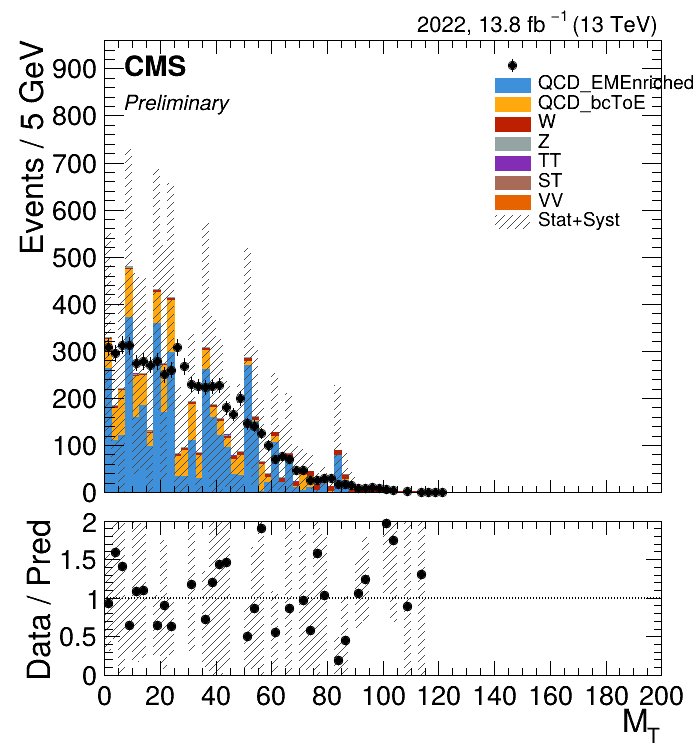 2022, 13.8 fb⁻¹ (13 TeV)
Events / 5 GeV
CMS
Preliminary
QCD_EMEnriched
QCD_bcToE
W
Z
TT
ST
VV
Stat+Syst
900
800
700
600
500
400
300
200
100
0
Data / Pred
2
1.5
1
0.5
0
0 20 40 60 80 100 120 140 160 180 200
M_T